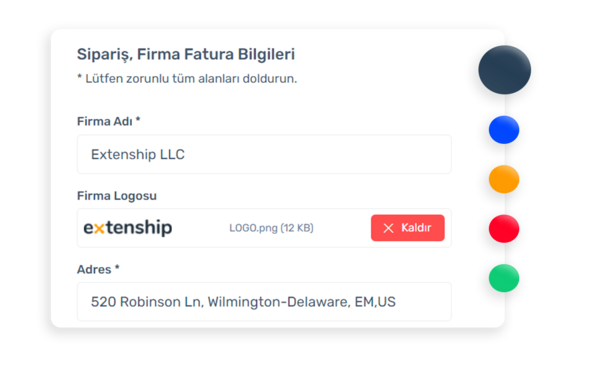 Sipariş, Firma Fatura Bilgileri
* Lütfen zorunlu tüm alanları doldurun.
Firma Adı *
Extenship LLC
Firma Logosu
extenship LOGO.png (12 KB) Kaldır
Adres *
520 Robinson Ln, Wilmington-Delaware, EM,US